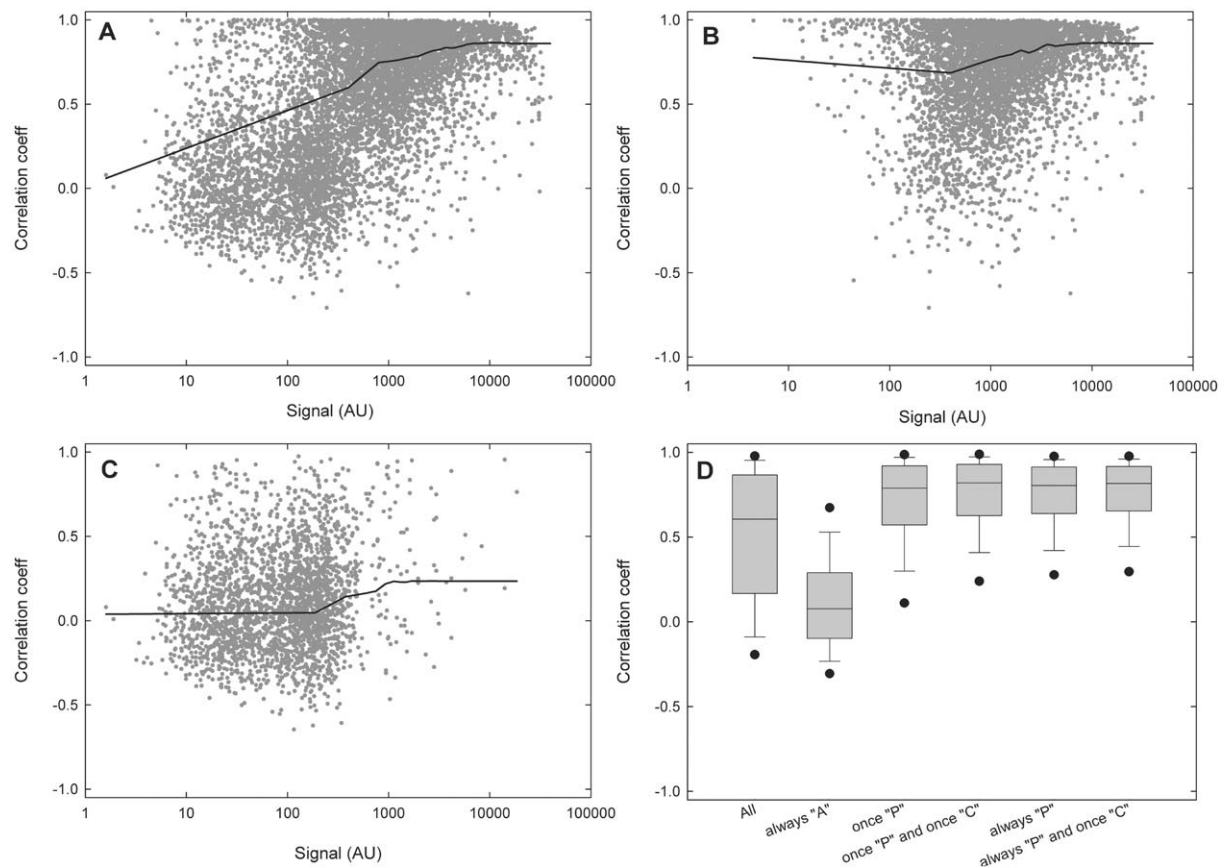 A
1.0
0.5
0.0
-0.5
-1.0
Correlation coeff
1 10 100 1000 10000 100000
Signal (AU)
B
1.0
0.5
0.0
-0.5
-1.0
Correlation coeff
1 10 100 1000 10000 100000
Signal (AU)
C
1.0
0.5
0.0
-0.5
-1.0
Correlation coeff
1 10 100 1000 10000 100000
Signal (AU)
D
1.0
0.5
0.0
-0.5
-1.0
Correlation coeff
All
always "A"
once "P"
once "P" and once "C"
always "P"
always "P" and once "C"